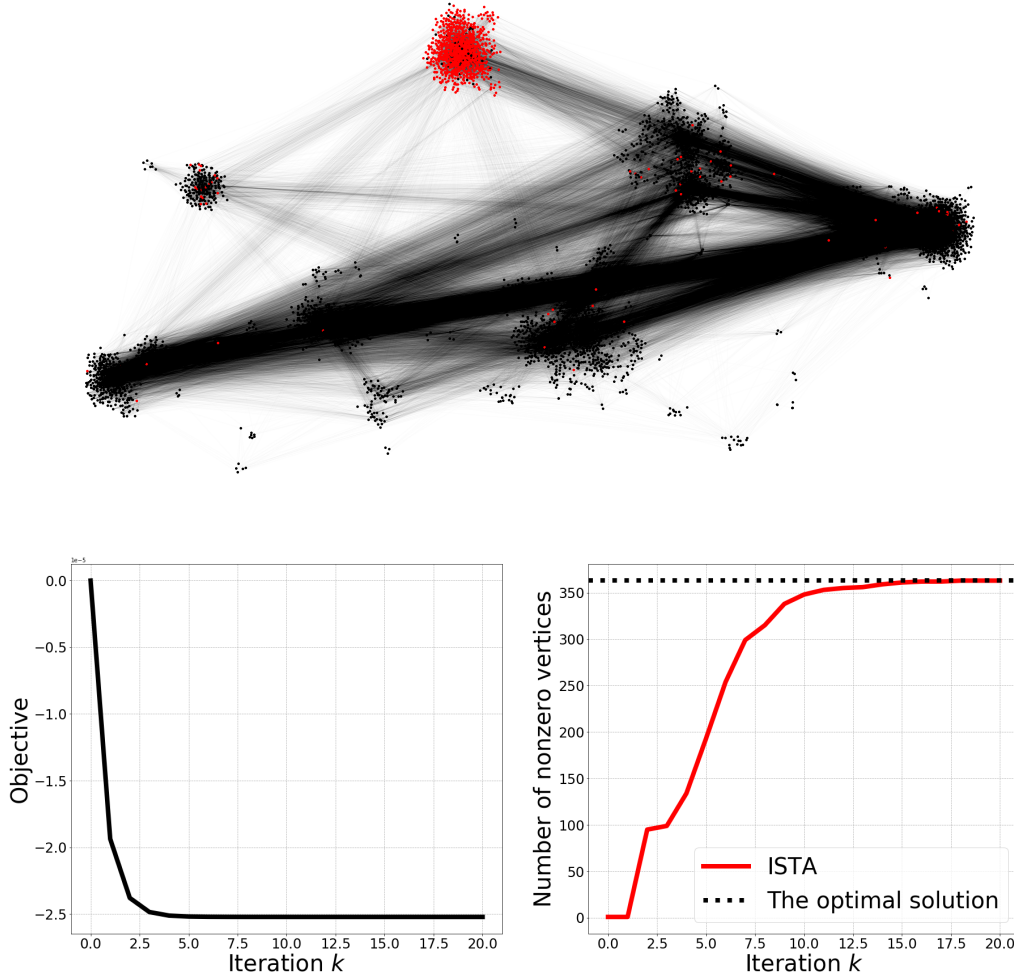 1e−5
0.0
−0.5
−1.0
−1.5
−2.0
−2.5
Objective
0.0 2.5 5.0 7.5 10.0 12.5 15.0 17.5 20.0
Iteration k
350
300
250
200
150
100
50
0
Number of nonzero vertices
ISTA
The optimal solution
0.0 2.5 5.0 7.5 10.0 12.5 15.0 17.5 20.0
Iteration k